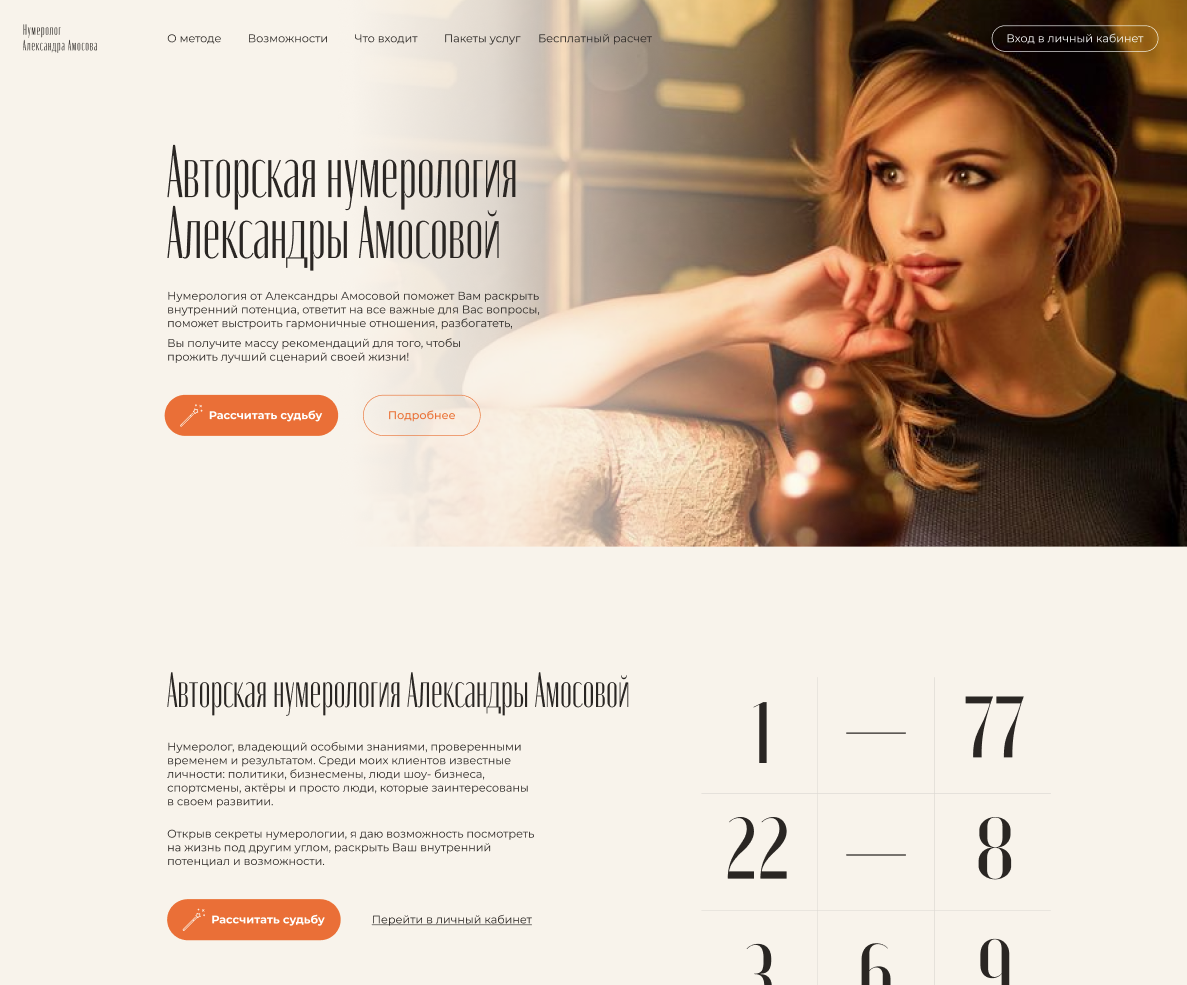 Нумеролог
Александра Амосова
О методе
Возможности
Что входит
Пакеты услуг
Бесплатный расчет
Вход в личный кабинет
Авторская нумерология
Александры Амосовой
Нумерология от Александры Амосовой поможет Вам раскрыть
внутренний потенциа, ответит на все важные для Вас вопросы,
поможет выстроить гармоничные отношения, разбогатеть,
Вы получите массу рекомендаций для того, чтобы
прожить лучший сценарий своей жизни!
Рассчитать судьбу
Подробнее
Авторская нумерология Александры Амосовой
Нумеролог, владеющий особыми знаниями, проверенными
временем и результатом. Среди моих клиентов известные
личности: политики, бизнесмены, люди шоу- бизнеса,
спортсмены, актёры и просто люди, которые заинтересованы
в своем развитии.
Открыв секреты нумерологии, я даю возможность посмотреть
на жизнь под другим углом, раскрыть Ваш внутренний
потенциал и возможности.
Рассчитать судьбу
Перейти в личный кабинет
1 — 77
22 — 8
3 6 9